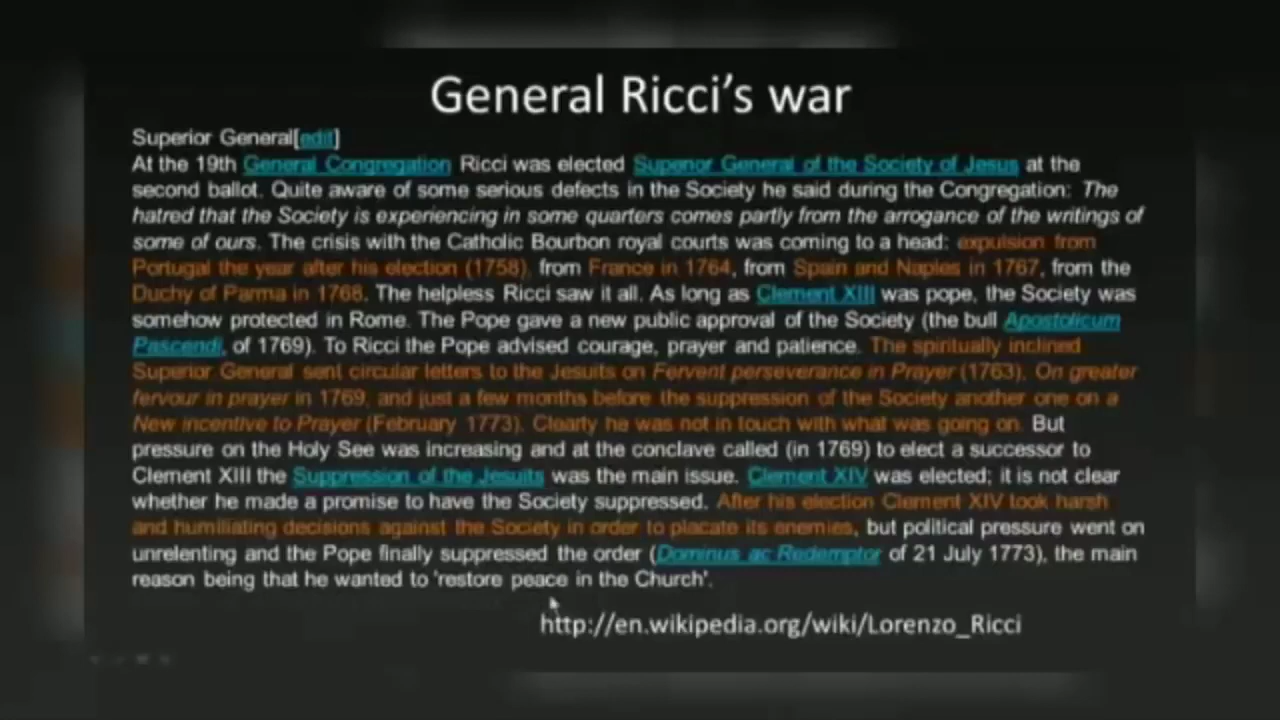 General Ricci's war
Superior General[edit]
At the 19th General Congregation Ricci was elected Superior General of the Society of Jesus at the
second ballot. Quite aware of some serious defects in the Society he said during the Congregation: The
hatred that the Society is experiencing in some quarters comes partly from the arrogance of the writings of
some of ours. The crisis with the Catholic Bourbon royal courts was coming to a head: expulsion from
Portugal the year after his election (1758), from France in 1764, from Spain and Naples in 1767, from the
Duchy of Parma in 1768. The helpless Ricci saw it all. As long as Clement XIII was pope, the Society was
somehow protected in Rome. The Pope gave a new public approval of the Society (the bull Apostolicum
Pascendi, of 1769). To Ricci the Pope advised courage, prayer and patience. The spiritually inclined
Superior General sent circular letters to the Jesuits on Fervent perseverance in Prayer (1763), On greater
fervour in prayer in 1769, and just a few months before the suppression of the Society another one on a
New incentive to Prayer (February 1773). Clearly he was not in touch with what was going on. But
pressure on the Holy See was increasing and at the conclave called (in 1769) to elect a successor to
Clement XIII the Suppression of the Jesuits was the main issue. Clement XIV was elected; it is not clear
whether he made a promise to have the Society suppressed. After his election Clement XIV took harsh
and humiliating decisions against the Society in order to placate its enemies, but political pressure went on
unrelenting and the Pope finally suppressed the order (Dominus ac Redemptor of 21 July 1773), the main
reason being that he wanted to 'restore peace in the Church'.
http://en.wikipedia.org/wiki/Lorenzo_Ricci